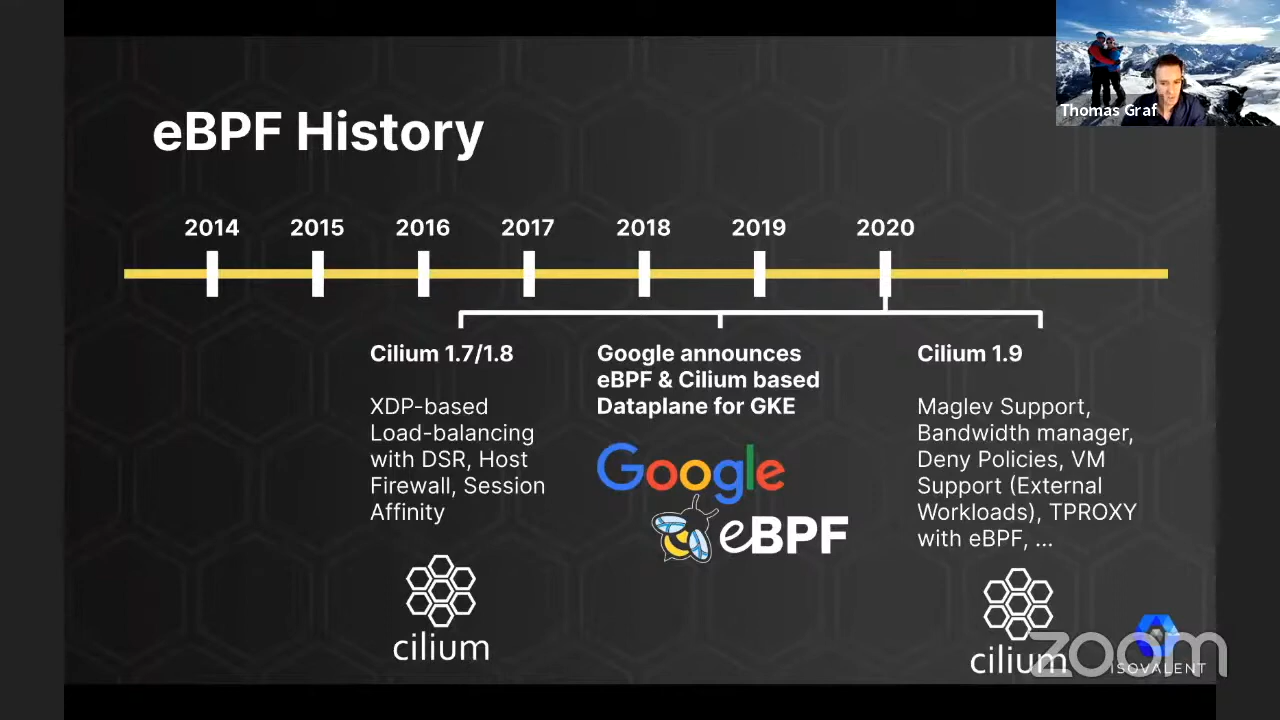 Thomas Graf
eBPF History
2014 2015 2016 2017 2018 2019 2020
Cilium 1.7/1.8
XDP-based
Load-balancing
with DSR, Host
Firewall, Session
Affinity
cilium
Google announces
eBPF & Cilium based
Dataplane for GKE
Google
eBPF
Cilium 1.9
Maglev Support,
Bandwidth manager,
Deny Policies, VM
Support (External
Workloads), TPROXY
with eBPF, ...
cilium
ISOVALENT
zoom